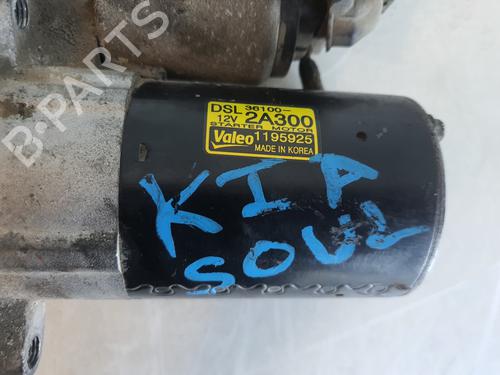 B-PARTS
DSL 36100-
12V 2A300
STARTER MOTOR
Valeo 1195925
MADE IN KOREA
KIA
SOUL